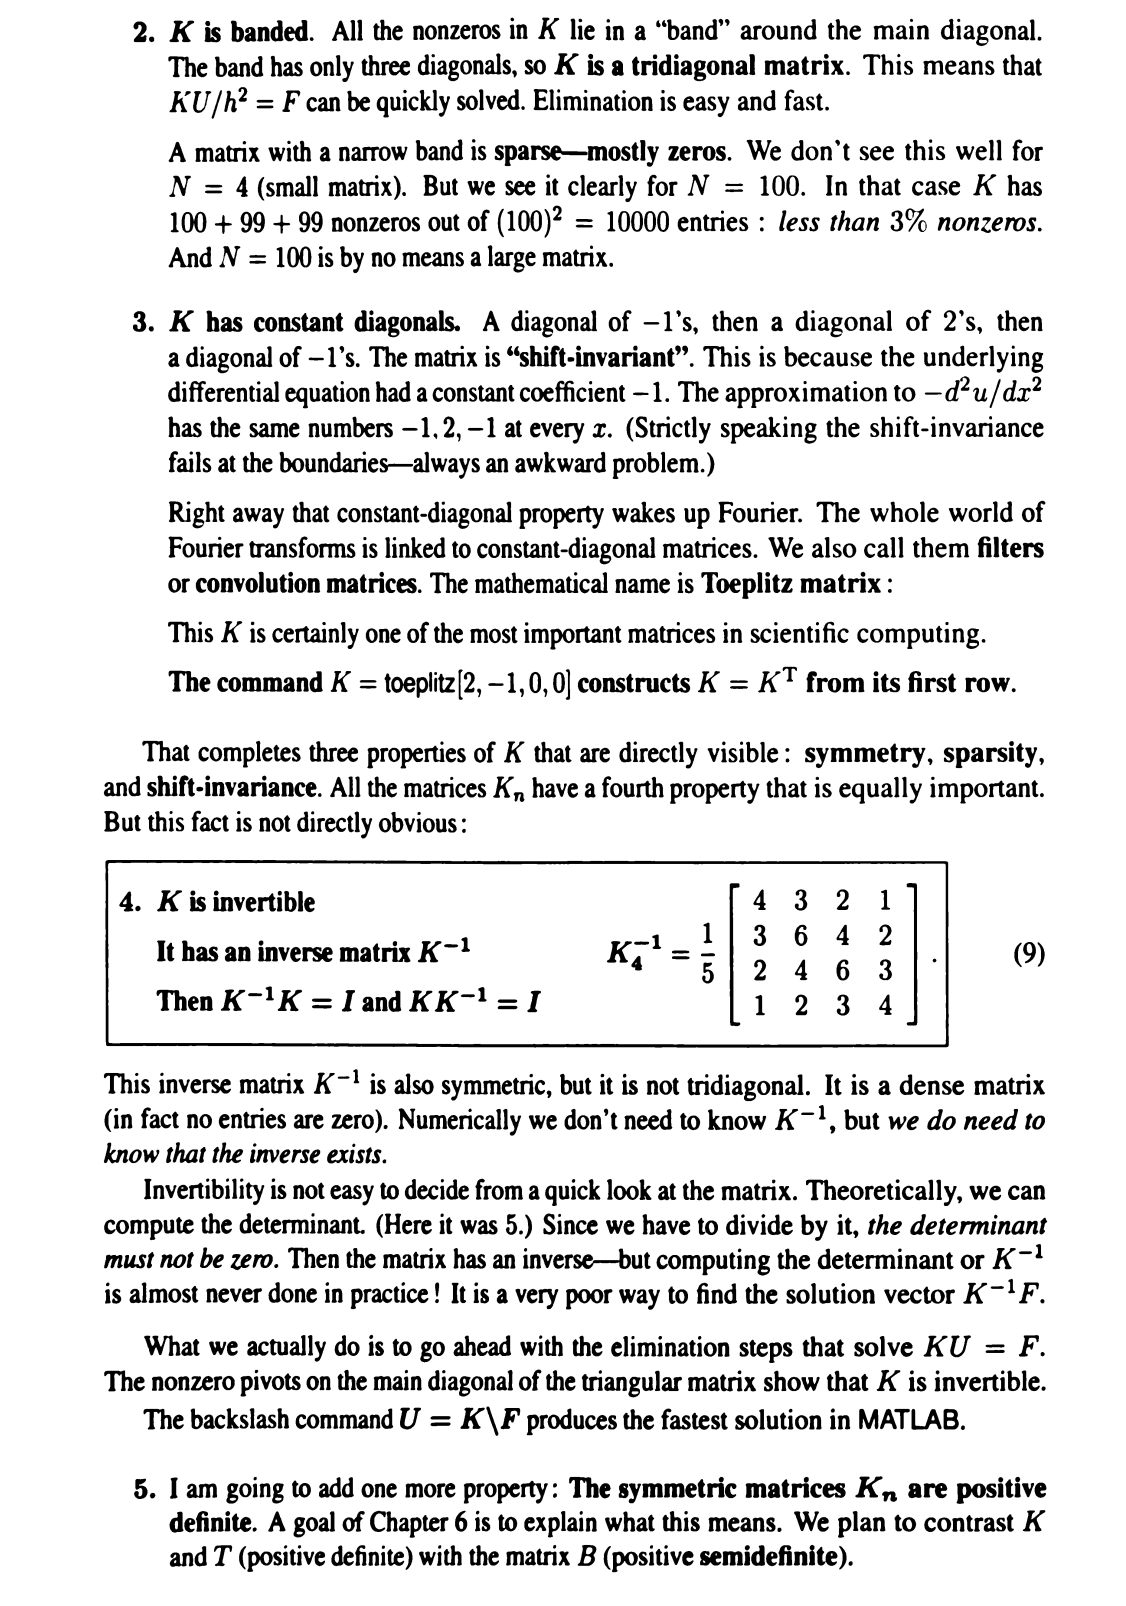 2. K is banded. All the nonzeros in K lie in a “band” around the main diagonal.
The band has only three diagonals, so K is a tridiagonal matrix. This means that
KU/h² = F can be quickly solved. Elimination is easy and fast.
A matrix with a narrow band is sparse—mostly zeros. We don’t see this well for
N = 4 (small matrix). But we see it clearly for N = 100. In that case K has
100 + 99 + 99 nonzeros out of (100)² = 10000 entries : less than 3% nonzeros.
And N = 100 is by no means a large matrix.
3. K has constant diagonals. A diagonal of −1’s, then a diagonal of 2’s, then
a diagonal of −1’s. The matrix is “shift-invariant”. This is because the underlying
differential equation had a constant coefficient −1. The approximation to −d²u/dx²
has the same numbers −1, 2, −1 at every x. (Strictly speaking the shift-invariance
fails at the boundaries—always an awkward problem.)
Right away that constant-diagonal property wakes up Fourier. The whole world of
Fourier transforms is linked to constant-diagonal matrices. We also call them filters
or convolution matrices. The mathematical name is Toeplitz matrix :
This K is certainly one of the most important matrices in scientific computing.
The command K = toeplitz[2, −1, 0, 0] constructs K = Kᵀ from its first row.
That completes three properties of K that are directly visible : symmetry, sparsity,
and shift-invariance. All the matrices Kₙ have a fourth property that is equally important.
But this fact is not directly obvious :
4. K is invertible
It has an inverse matrix K⁻¹
Then K⁻¹K = I and KK⁻¹ = I
K₄⁻¹ = 1/5
4 3 2 1
3 6 4 2
2 4 6 3
1 2 3 4
.
(9)
This inverse matrix K⁻¹ is also symmetric, but it is not tridiagonal. It is a dense matrix
(in fact no entries are zero). Numerically we don’t need to know K⁻¹, but we do need to
know that the inverse exists.
Invertibility is not easy to decide from a quick look at the matrix. Theoretically, we can
compute the determinant. (Here it was 5.) Since we have to divide by it, the determinant
must not be zero. Then the matrix has an inverse—but computing the determinant or K⁻¹
is almost never done in practice ! It is a very poor way to find the solution vector K⁻¹F.
What we actually do is to go ahead with the elimination steps that solve KU = F.
The nonzero pivots on the main diagonal of the triangular matrix show that K is invertible.
The backslash command U = K\F produces the fastest solution in MATLAB.
5. I am going to add one more property : The symmetric matrices Kₙ are positive
definite. A goal of Chapter 6 is to explain what this means. We plan to contrast K
and T (positive definite) with the matrix B (positive semidefinite).